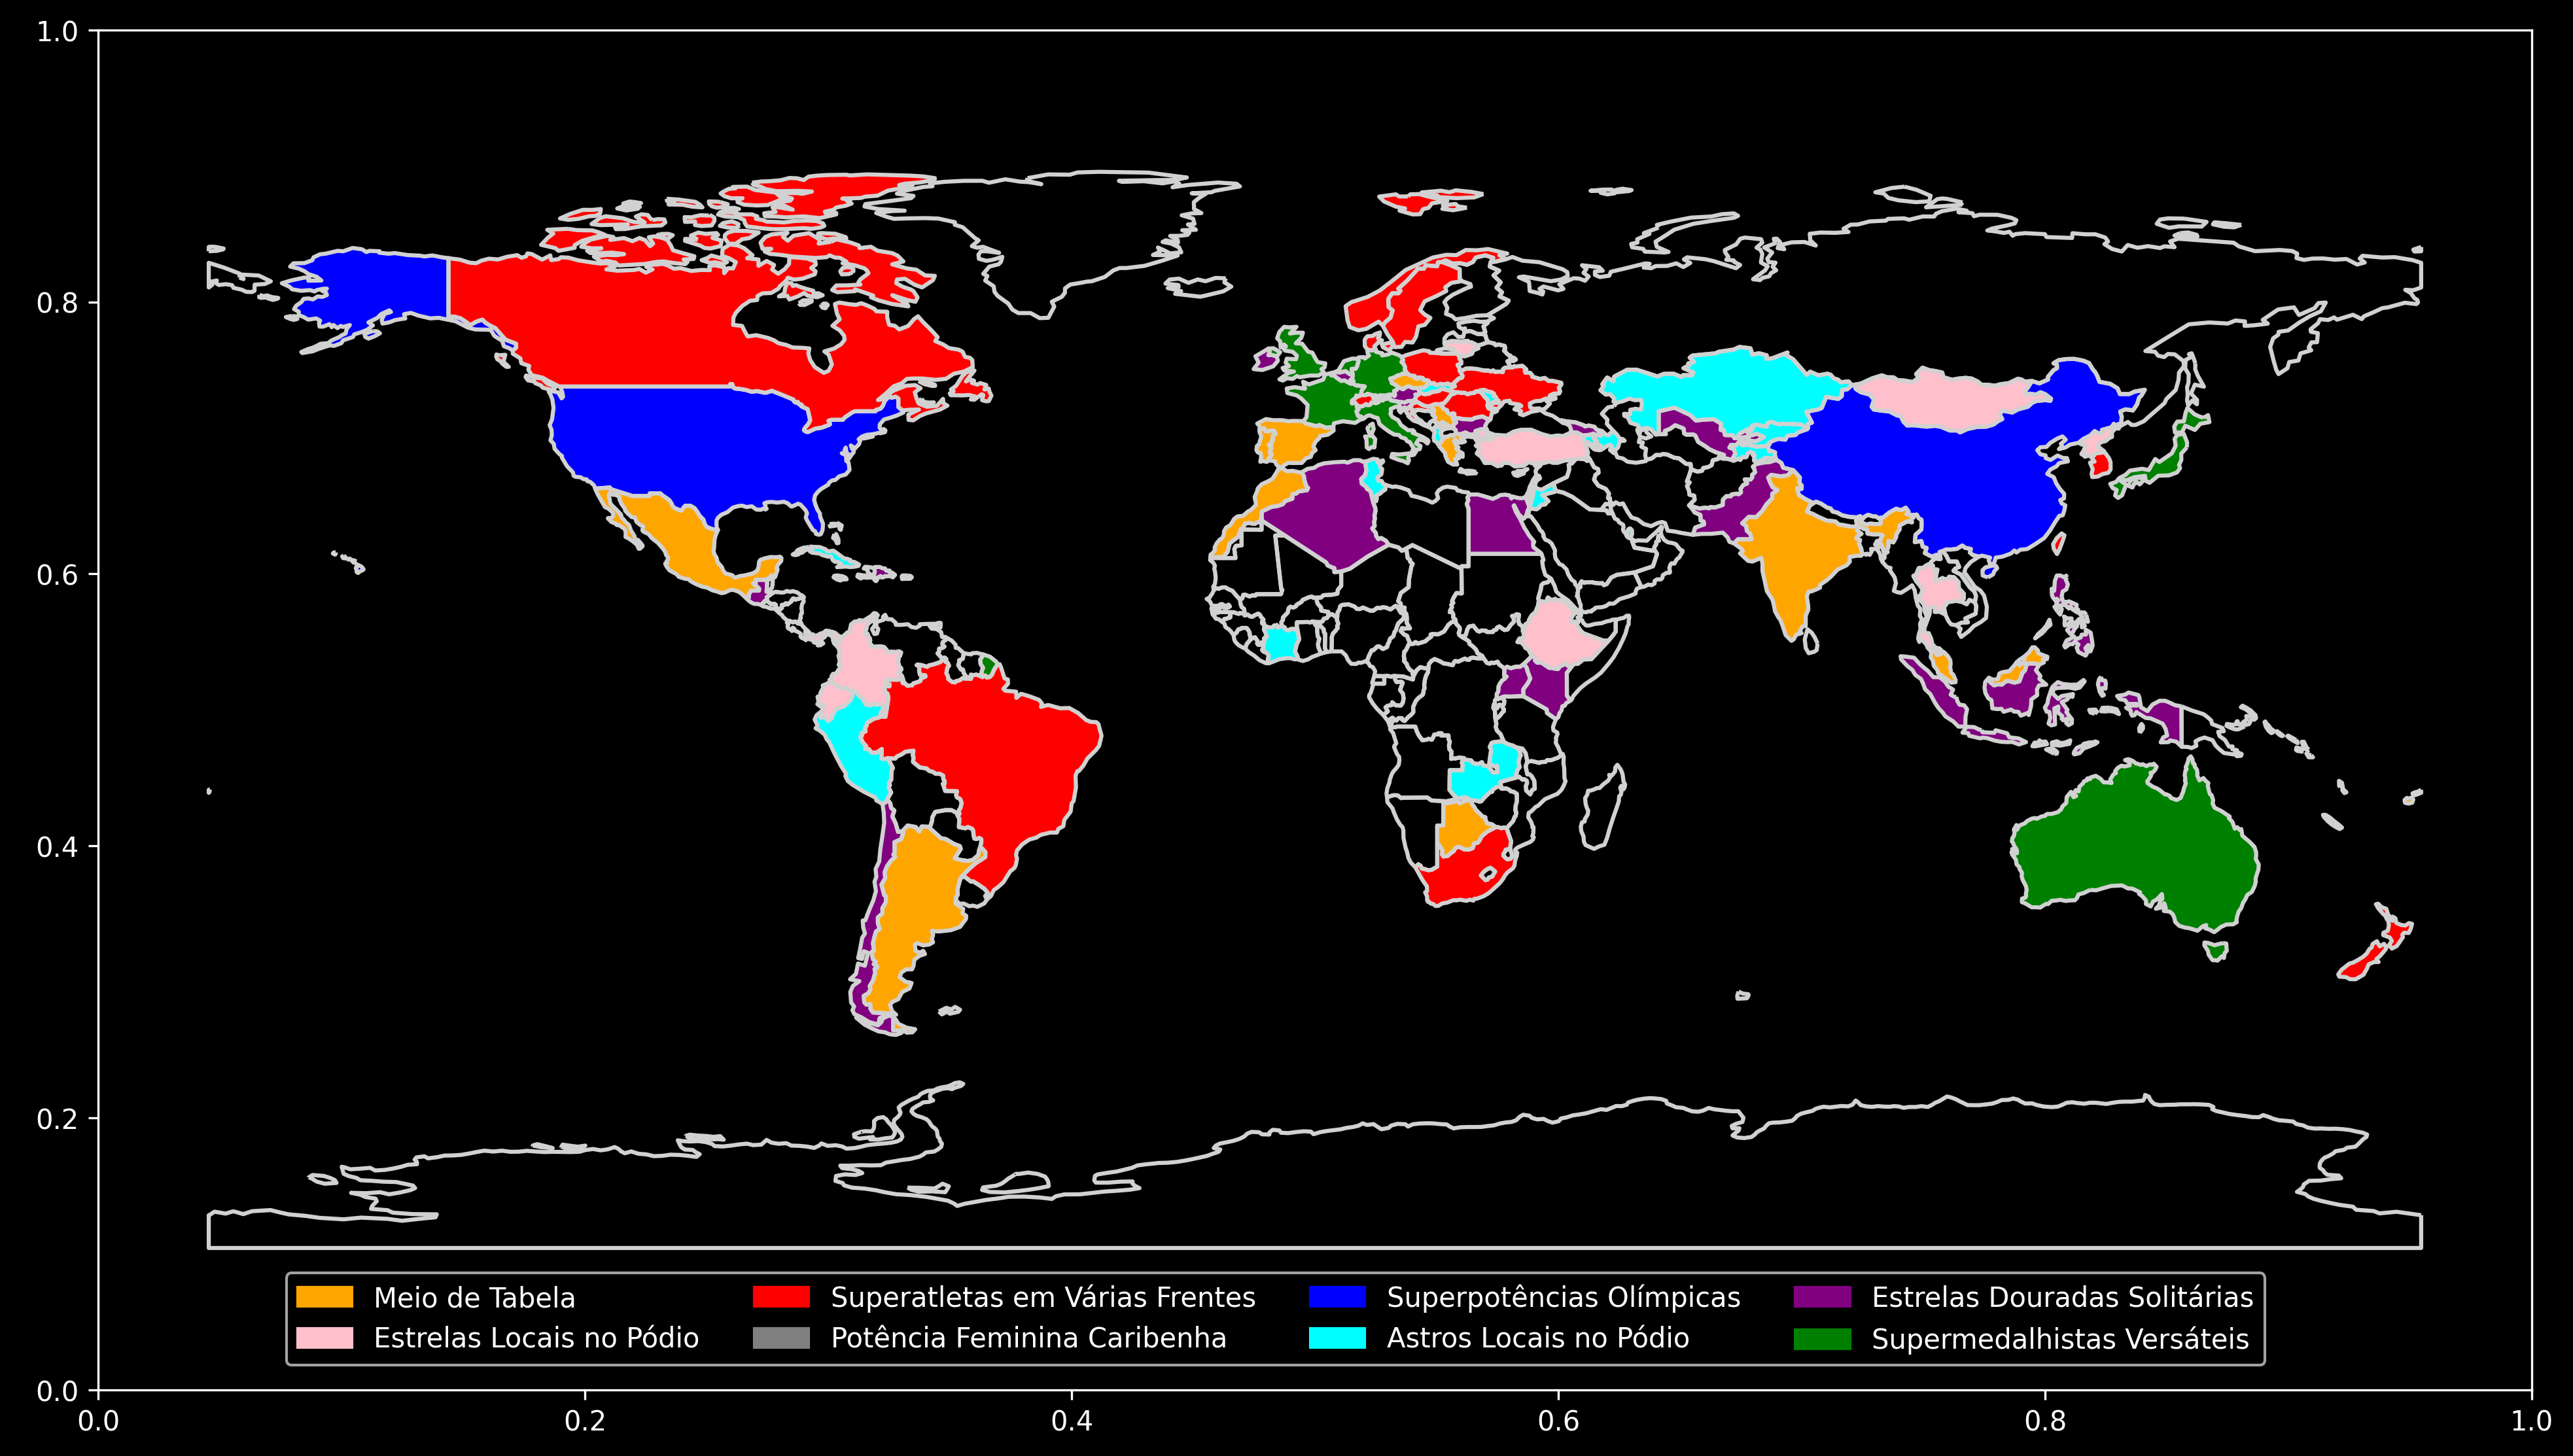 1.0
0.8
0.6
0.4
0.2
0.0
0.0 0.2 0.4 0.6 0.8 1.0
Meio de Tabela Superatletas em Várias Frentes Superpotências Olímpicas Estrelas Douradas Solitárias
Estrelas Locais no Pódio Potência Feminina Caribenha Astros Locais no Pódio Supermedalhistas Versáteis